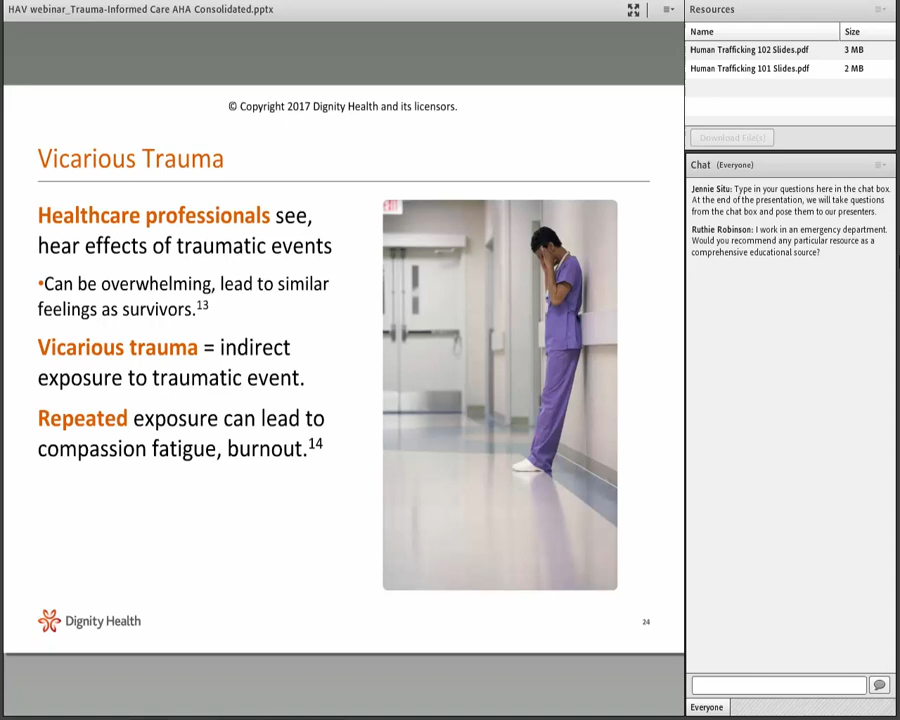 HAV webinar_Trauma-Informed Care AHA Consolidated.pptx
© Copyright 2017 Dignity Health and its licensors.
Vicarious Trauma
Healthcare professionals see,
hear effects of traumatic events
•Can be overwhelming, lead to similar
feelings as survivors.13
Vicarious trauma = indirect
exposure to traumatic event.
Repeated exposure can lead to
compassion fatigue, burnout.14
EXIT
Dignity Health
24
Resources
Name Size
Human Trafficking 102 Slides.pdf 3 MB
Human Trafficking 101 Slides.pdf 2 MB
Download File(s)
Chat (Everyone)
Jennie Situ: Type in your questions here in the chat box.
At the end of the presentation, we will take questions
from the chat box and pose them to our presenters.
Ruthie Robinson: I work in an emergency department.
Would you recommend any particular resource as a
comprehensive educational source?
Everyone